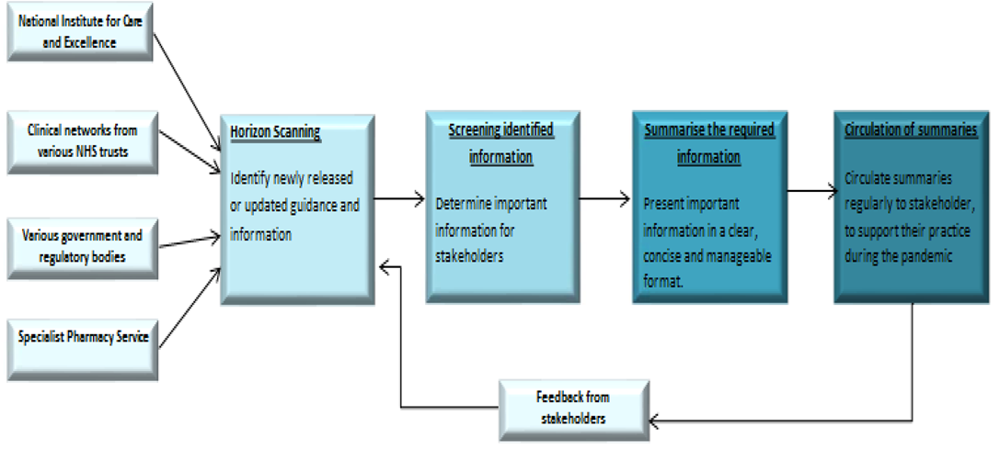 National Institute for Care
and Excellence
Clinical networks from
various NHS trusts
Various government and
regulatory bodies
Specialist Pharmacy Service
Horizon Scanning
Identify newly released
or updated guidance and
information
Screening identified
information
Determine important
information for
stakeholders
Summarise the required
information
Present important
information in a clear,
concise and manageable
format.
Circulation of summaries
Circulate summaries
regularly to stakeholder,
to support their practice
during the pandemic
Feedback from
stakeholders